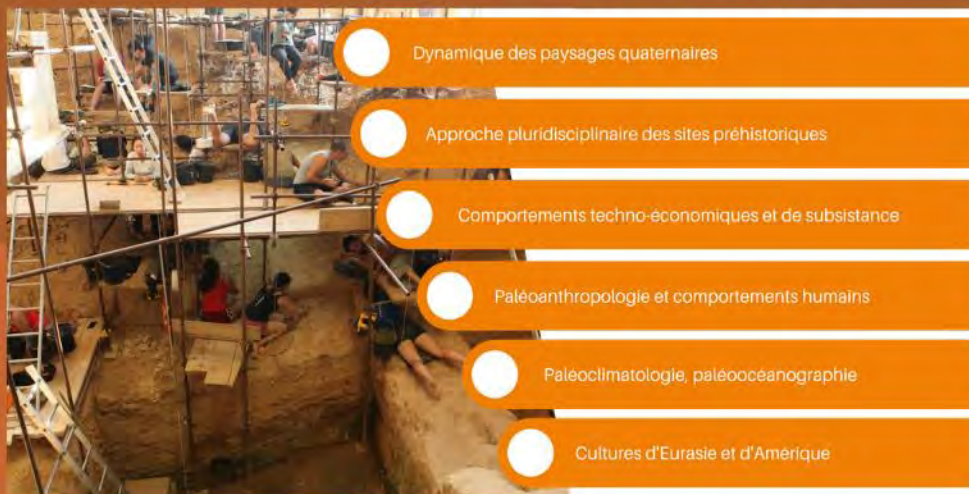 Dynamique des paysages quaternaires
Approche pluridisciplinaire des sites préhistoriques
Comportements techno-économiques et de subsistance
Paléoanthropologie et comportements humains
Paléoclimatologie, paléoocéanographie
Cultures d'Eurasie et d'Amérique